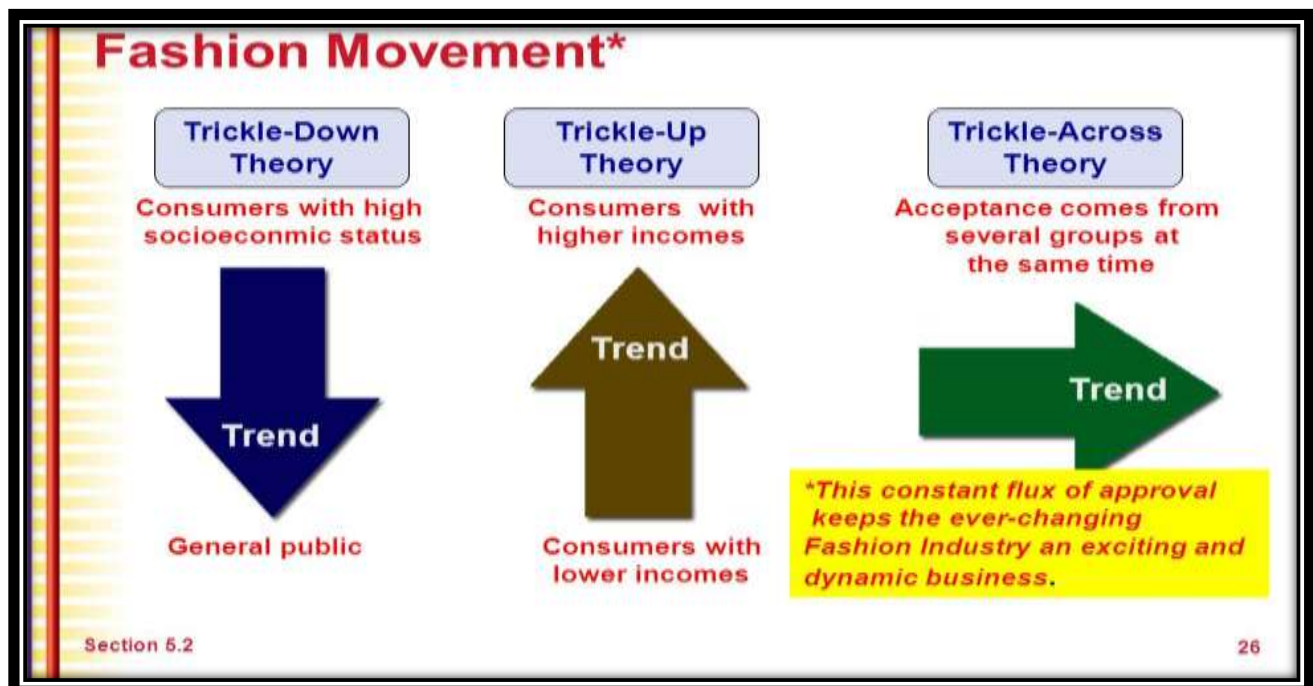 Fashion Movement*
Trickle-Down
Theory
Consumers with high
socioeconmic status
Trend
General public
Trickle-Up
Theory
Consumers with
higher incomes
Trend
Consumers with
lower incomes
Trickle-Across
Theory
Acceptance comes from
several groups at
the same time
Trend
*This constant flux of approval
keeps the ever-changing
Fashion Industry an exciting and
dynamic business.
Section 5.2
26